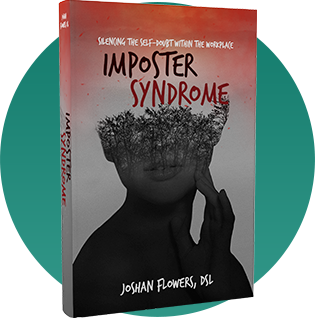 SILENCING THE SELF-DOUBT WITHIN THE WORKPLACE
IMPOSTER
SYNDROME
JOSHAN FLOWERS, DSL
IMPOSTER
SYNDROME